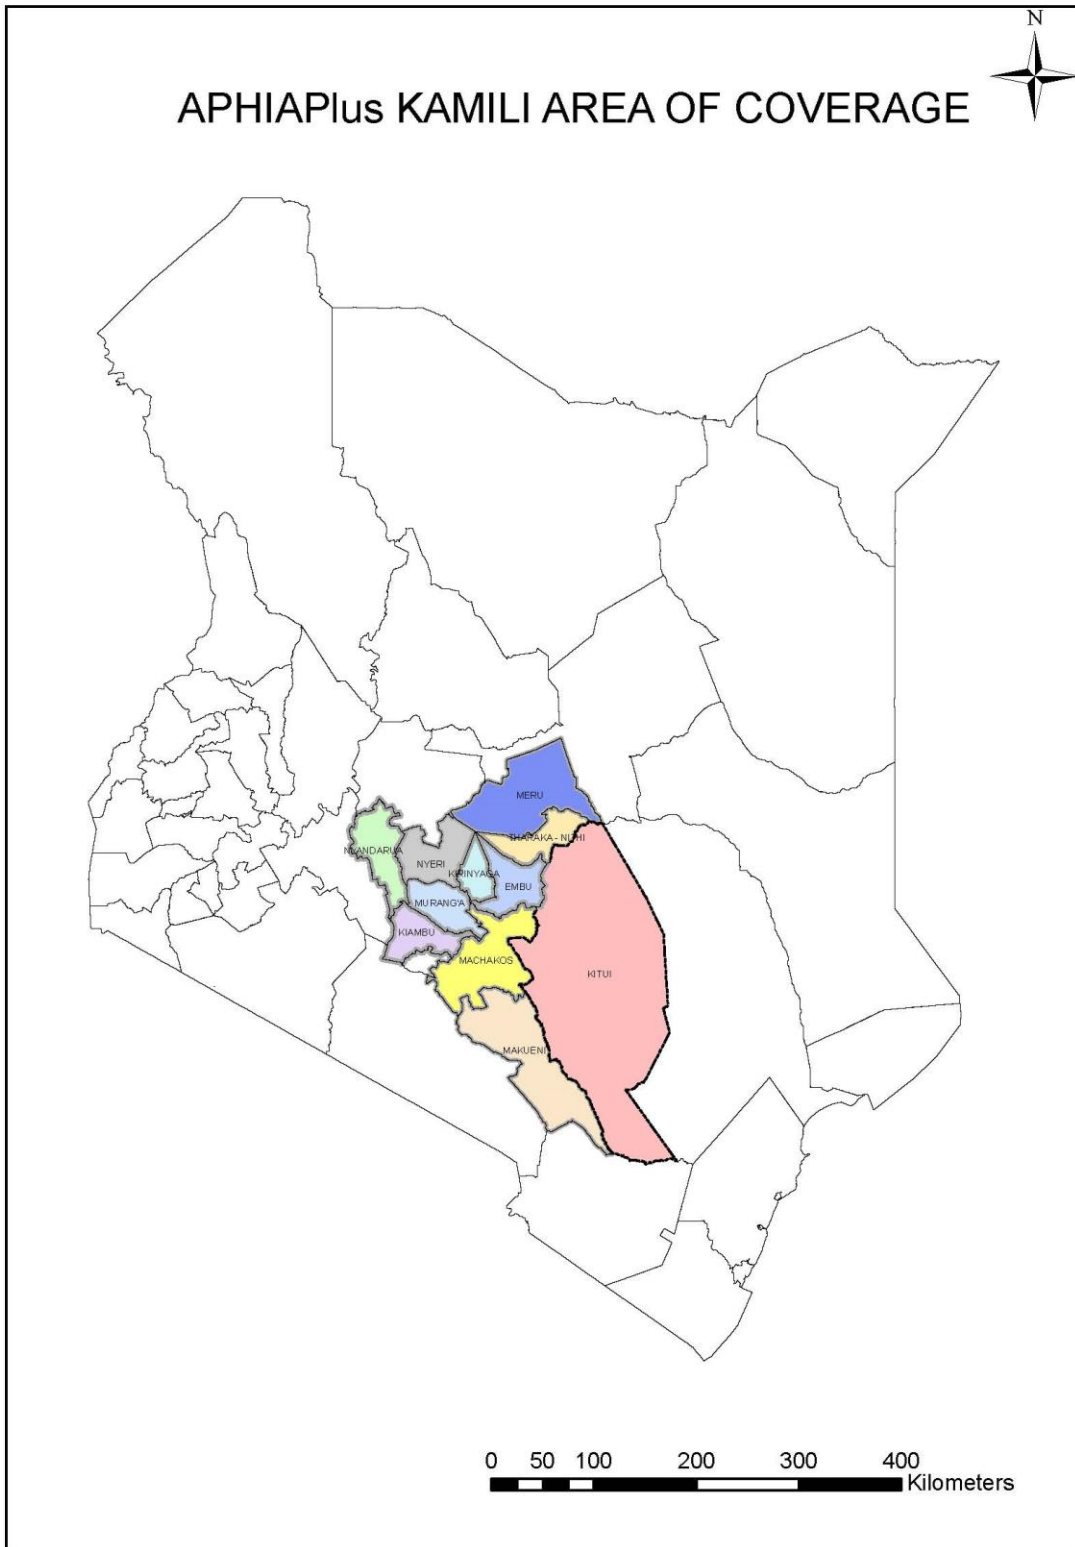 N
APHIAPlus KAMILI AREA OF COVERAGE
MERU
THARAKA - NITHI
NYANDARUA
NYERI
KIRINYAGA
EMBU
MURANG'A
KIAMBU
MACHAKOS
KITUI
MAKUENI
0 50 100 200 300 400
Kilometers